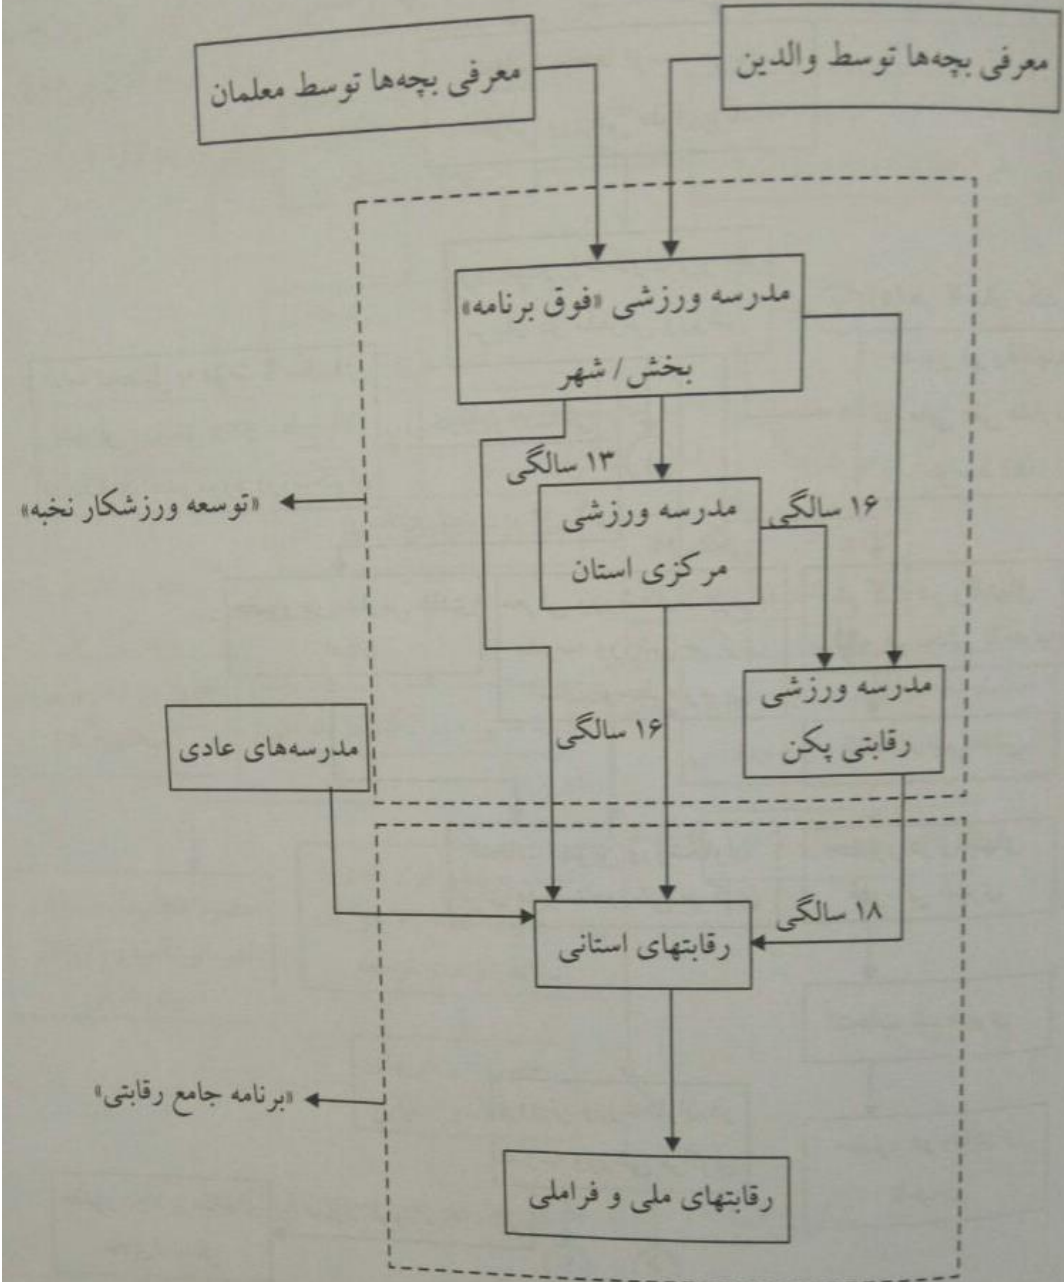 معرفی بچه‌ها توسط والدین
معرفی بچه‌ها توسط معلمان
مدرسه ورزشی «فوق برنامه»
بخش / شهر
۱۳ سالگی
مدرسه ورزشی
مرکزی استان
۱۶ سالگی
«توسعه ورزشکار نخبه»
مدرسه ورزشی
رقابتی پکن
۱۶ سالگی
مدرسه‌های عادی
۱۸ سالگی
رقابتهای استانی
«برنامه جامع رقابتی»
رقابتهای ملی و فراملی